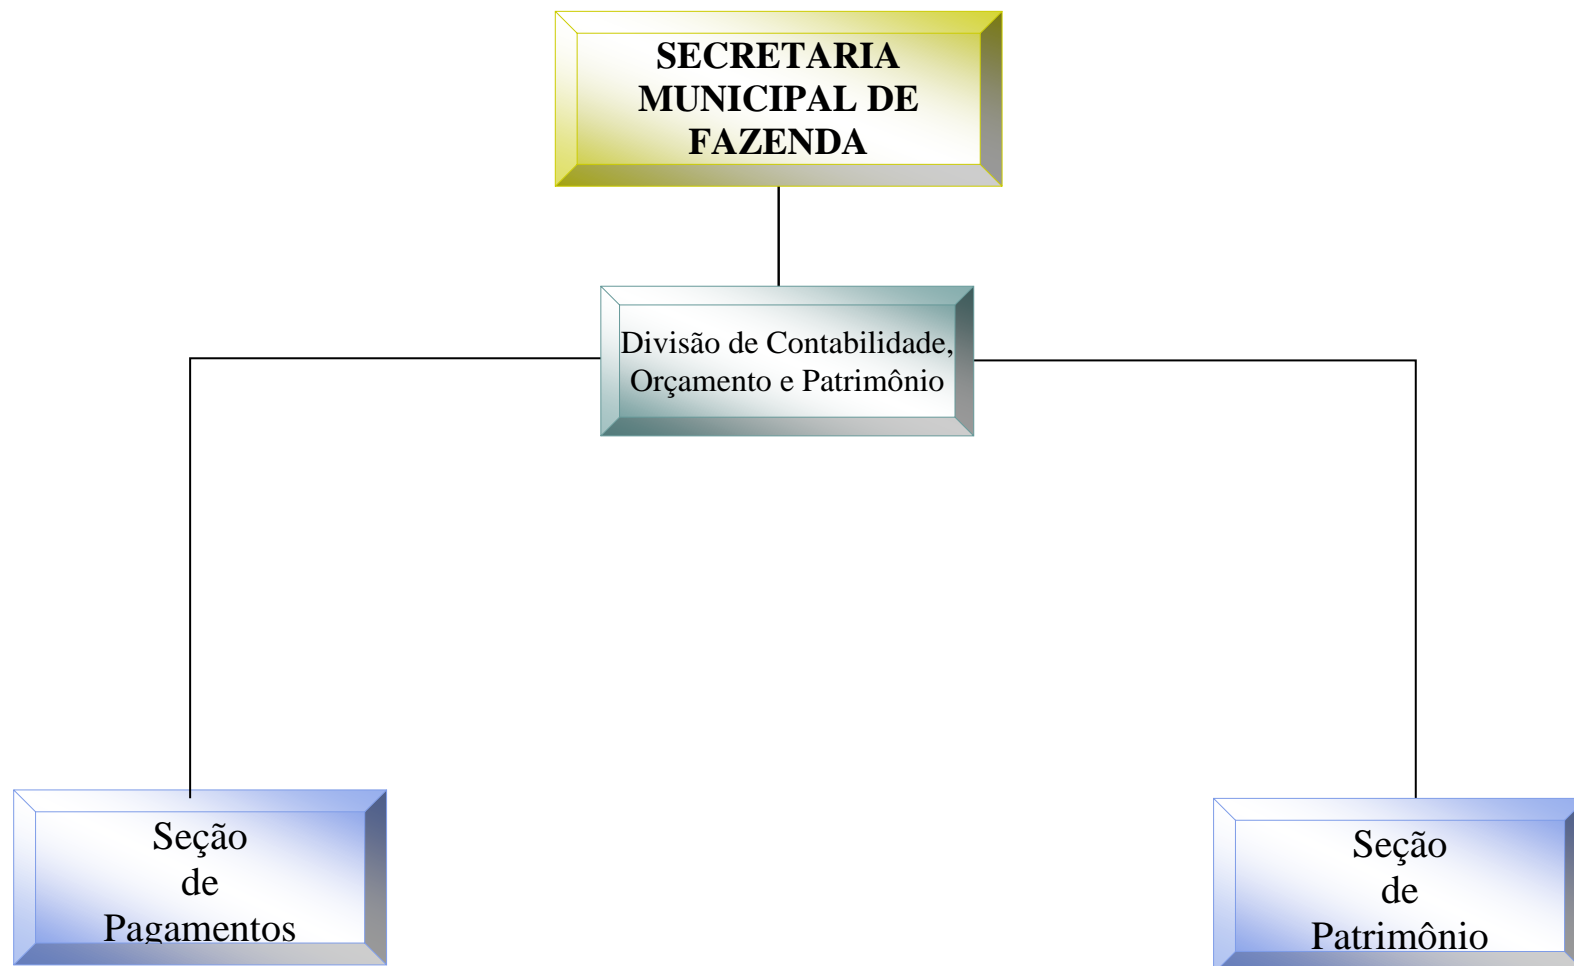 SECRETARIA
MUNICIPAL DE
FAZENDA
Divisão de Contabilidade,
Orçamento e Patrimônio
Seção
de
Pagamentos
Seção
de
Patrimônio